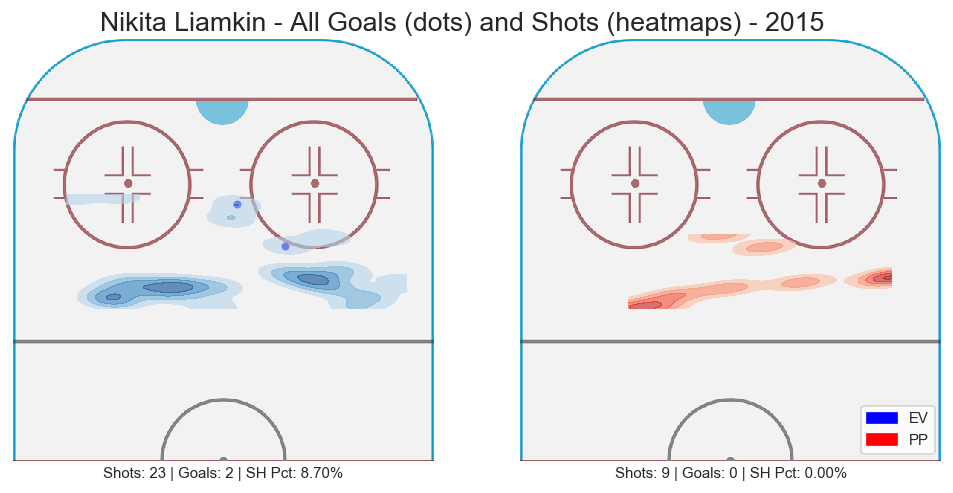 Nikita Liamkin - All Goals (dots) and Shots (heatmaps) - 2015
EV
PP
Shots: 23 | Goals: 2 | SH Pct: 8.70%
Shots: 9 | Goals: 0 | SH Pct: 0.00%